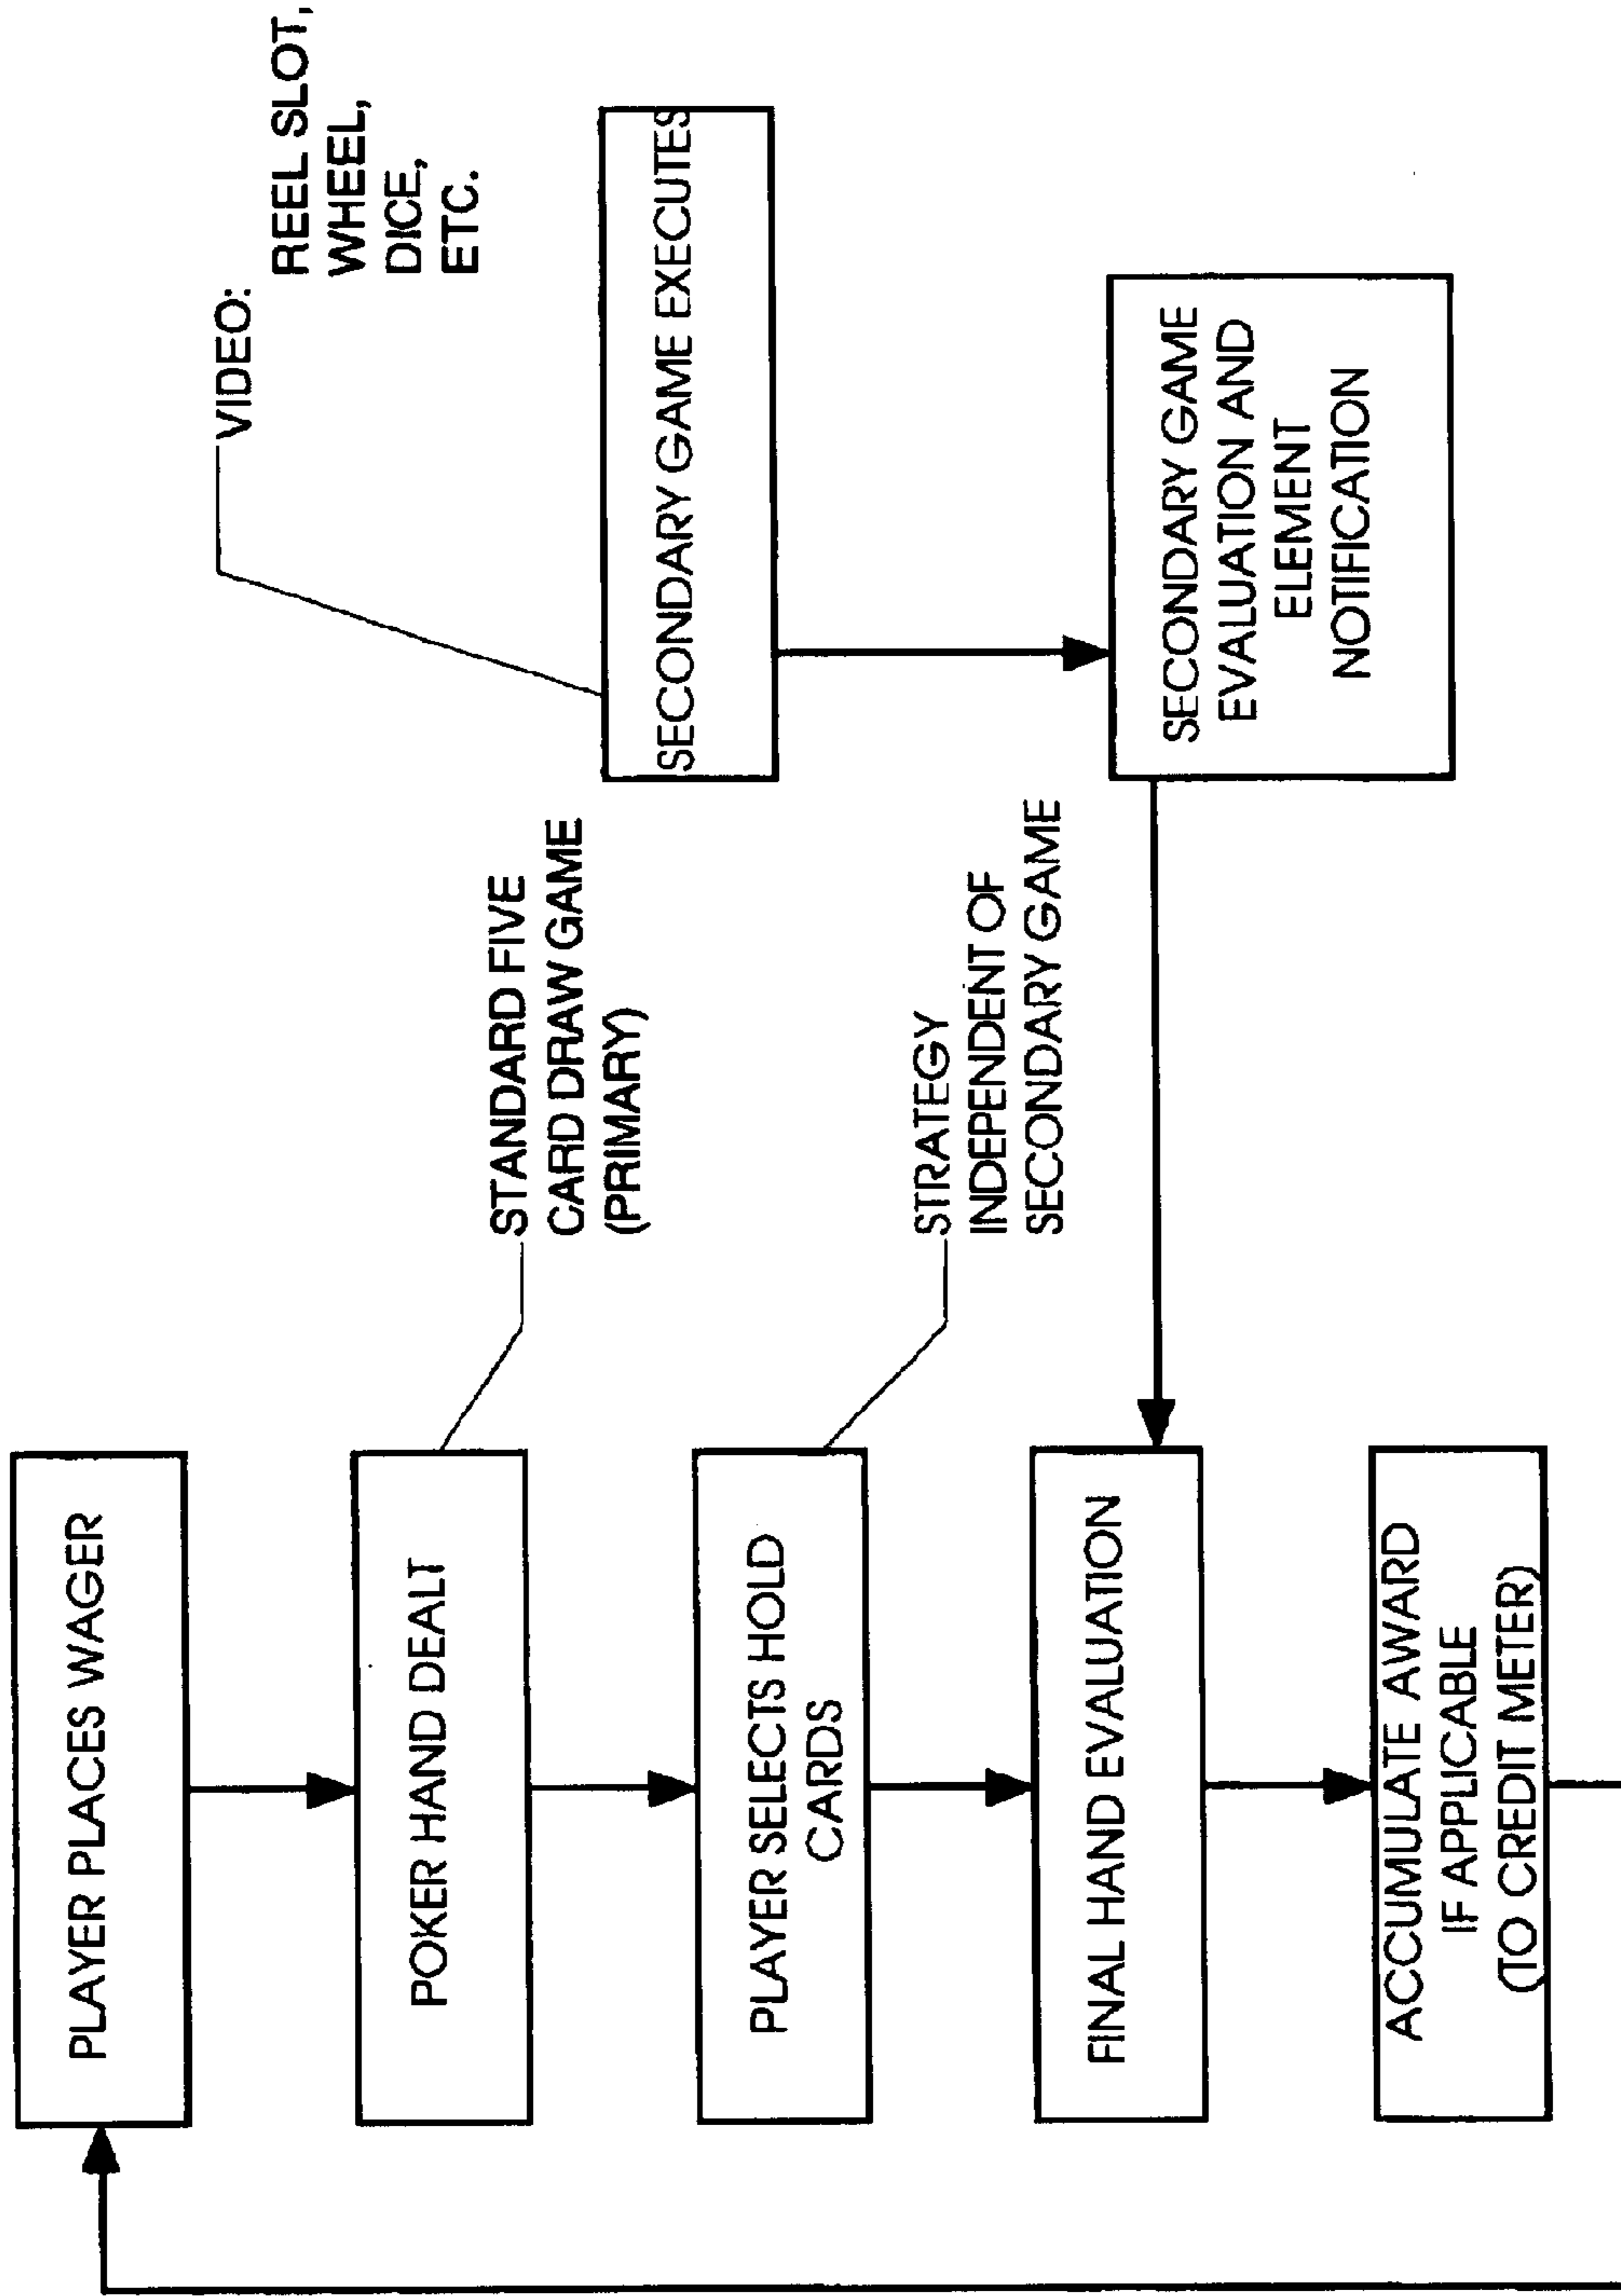 PLAYER PLACES WAGER
POKER HAND DEALT
STANDARD FIVE
CARD DRAW GAME
(PRIMARY)
PLAYER SELECTS HOLD
CARDS
STRATEGY
INDEPENDENT OF
SECONDARY GAME
FINAL HAND EVALUATION
ACCUMULATE AWARD
IF APPLICABLE
(TO CREDIT METER)
VIDEO:
REEL SLOT,
WHEEL,
DICE,
ETC.
SECONDARY GAME EXECUTES
SECONDARY GAME
EVALUATION AND
ELEMENT
NOTIFICATION